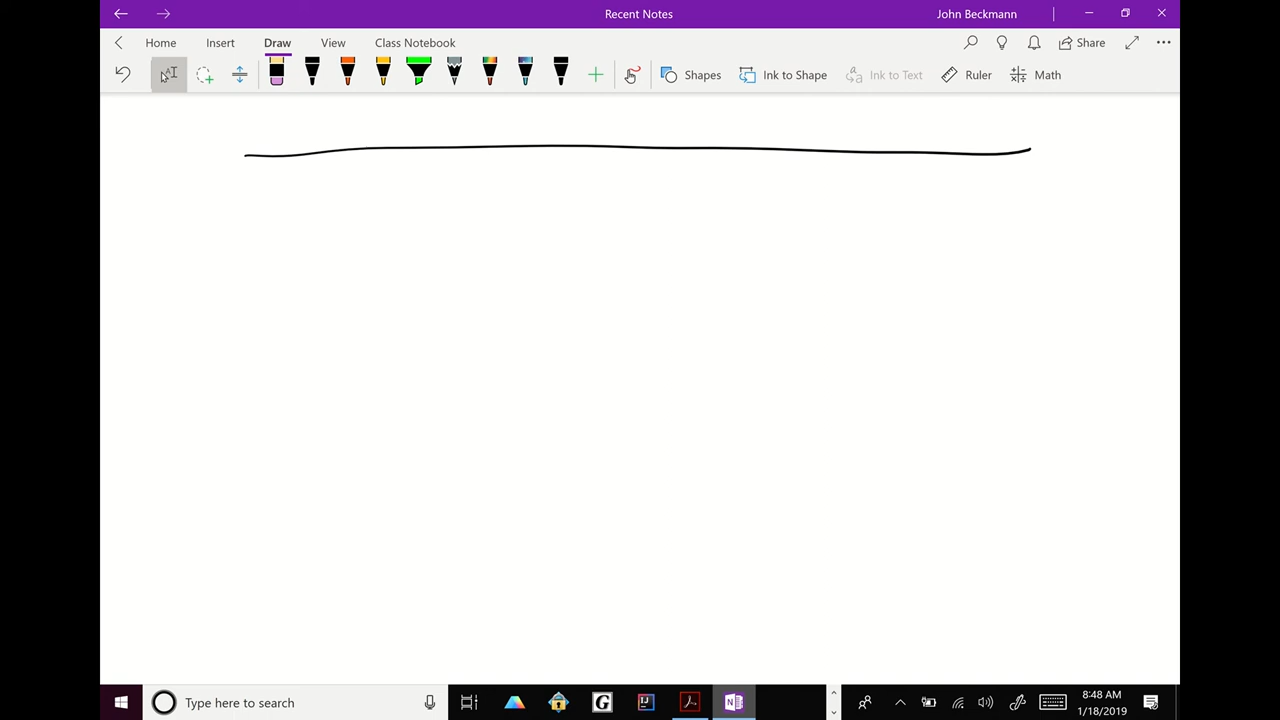 Recent Notes
John Beckmann
Home Insert Draw View Class Notebook
Share
Shapes Ink to Shape Ink to Text Ruler Math
Type here to search
8:48 AM
1/18/2019